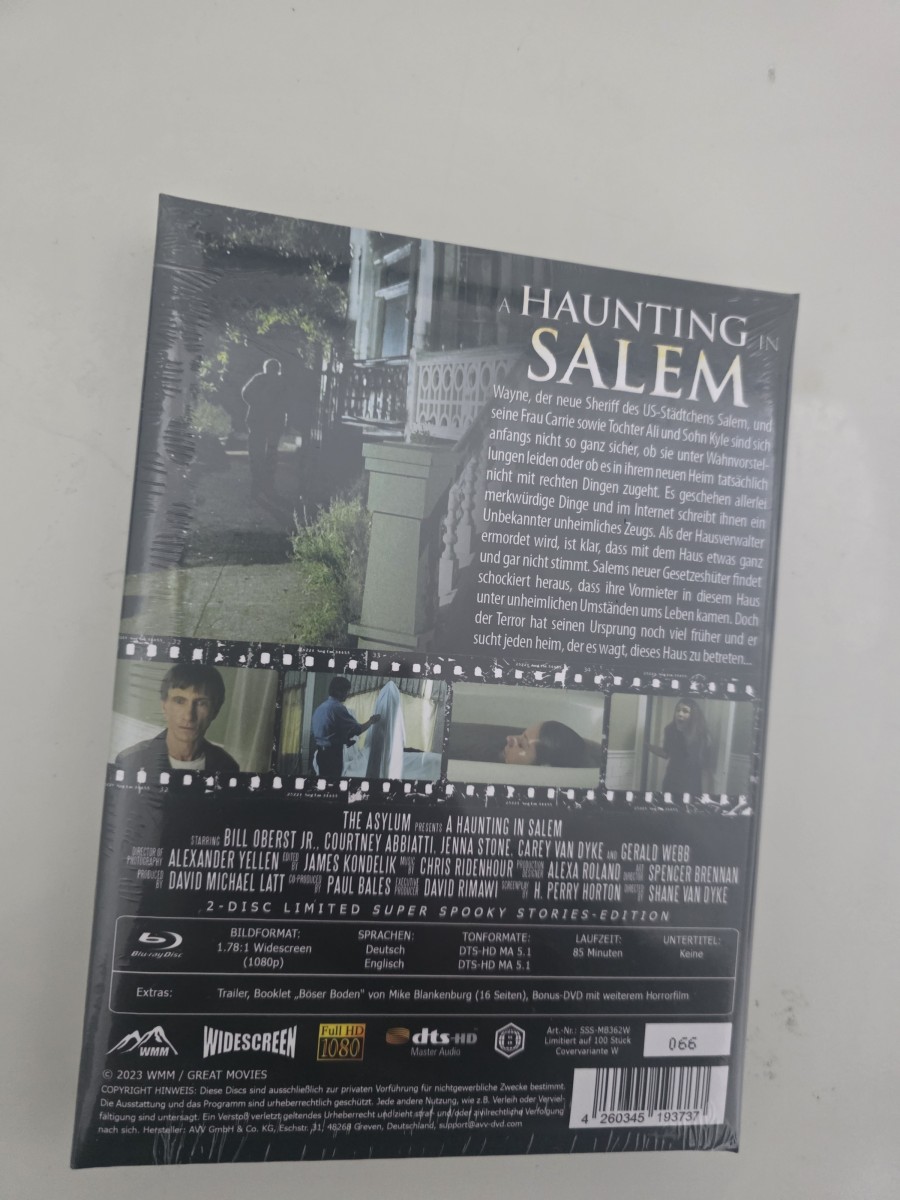 A HAUNTING IN
SALEM
Wayne, der neue Sheriff des US-Städtchens Salem, und
seine Frau Carrie sowie Tochter Ali und Sohn Kyle sind sich
anfangs nicht so ganz sicher, ob sie unter Wahnvorstel-
lungen leiden oder ob es in ihrem neuen Heim tatsächlich
nicht mit rechten Dingen zugeht. Es geschehen allerlei
merkwürdige Dinge und im Internet schreibt ihnen ein
Unbekannter unheimliches Zeugs. Als der Hausverwalter
ermordet wird, ist klar, dass mit dem Haus etwas ganz
und gar nicht stimmt. Salems neuer Gesetzeshüter findet
schockiert heraus, dass ihre Vormieter in diesem Haus
unter unheimlichen Umständen ums Leben kamen. Doch
der Terror hat seinen Ursprung noch viel früher und er
sucht jeden heim, der es wagt, dieses Haus zu betreten...
THE ASYLUM PRESENTS A HAUNTING IN SALEM
STARRING BILL OBERST JR., COURTNEY ABBIATTI, JENNA STONE, CAREY VAN DYKE AND GERALD WEBB
DIRECTOR OF PHOTOGRAPHY ALEXANDER YELLEN EDITED BY JAMES KONDELIK MUSIC BY CHRIS RIDENHOUR PRODUCTION DESIGNER ALEXA ROLAND SPENCER BRENNAN
PRODUCED BY DAVID MICHAEL LATT CO-PRODUCED BY PAUL BALES EXECUTIVE PRODUCER DAVID RIMAWI SCREENPLAY BY H. PERRY HORTON DIRECTED BY SHANE VAN DYKE
2-DISC LIMITED SUPER SPOOKY STORIES-EDITION
Blu-ray Disc
BILDFORMAT:
1.78:1 Widescreen
(1080p)
SPRACHEN:
Deutsch
Englisch
TONFORMATE:
DTS-HD MA 5.1
DTS-HD MA 5.1
LAUFZEIT:
85 Minuten
UNTERTITEL:
Keine
Extras: Trailer, Booklet „Böser Boden" von Mike Blankenburg (16 Seiten), Bonus-DVD mit weiterem Horrorfilm
WMM
WIDESCREEN
Full HD
1080
dts-HD
Master Audio
Art.-Nr.: SSS-MB362W
Limitiert auf 100 Stück
Covervariante W
066
© 2023 WMM / GREAT MOVIES
COPYRIGHT HINWEIS: Diese Discs sind ausschließlich zur privaten Vorführung für nichtgewerbliche Zwecke bestimmt.
Die Ausstattung und das Programm sind urheberrechtlich geschützt. Jede andere Nutzung, wie z.B. Verleih oder Verviel-
fältigung sind untersagt. Ein Verstoß verletzt geltendes Urheberrecht und zieht straf- und/oder zivilrechtliche Verfolgung
nach sich. Hersteller: AVV GmbH & Co. KG, Eschstr. 31, 48268 Greven, Deutschland, support@avv-dvd.com
4 260345 193737